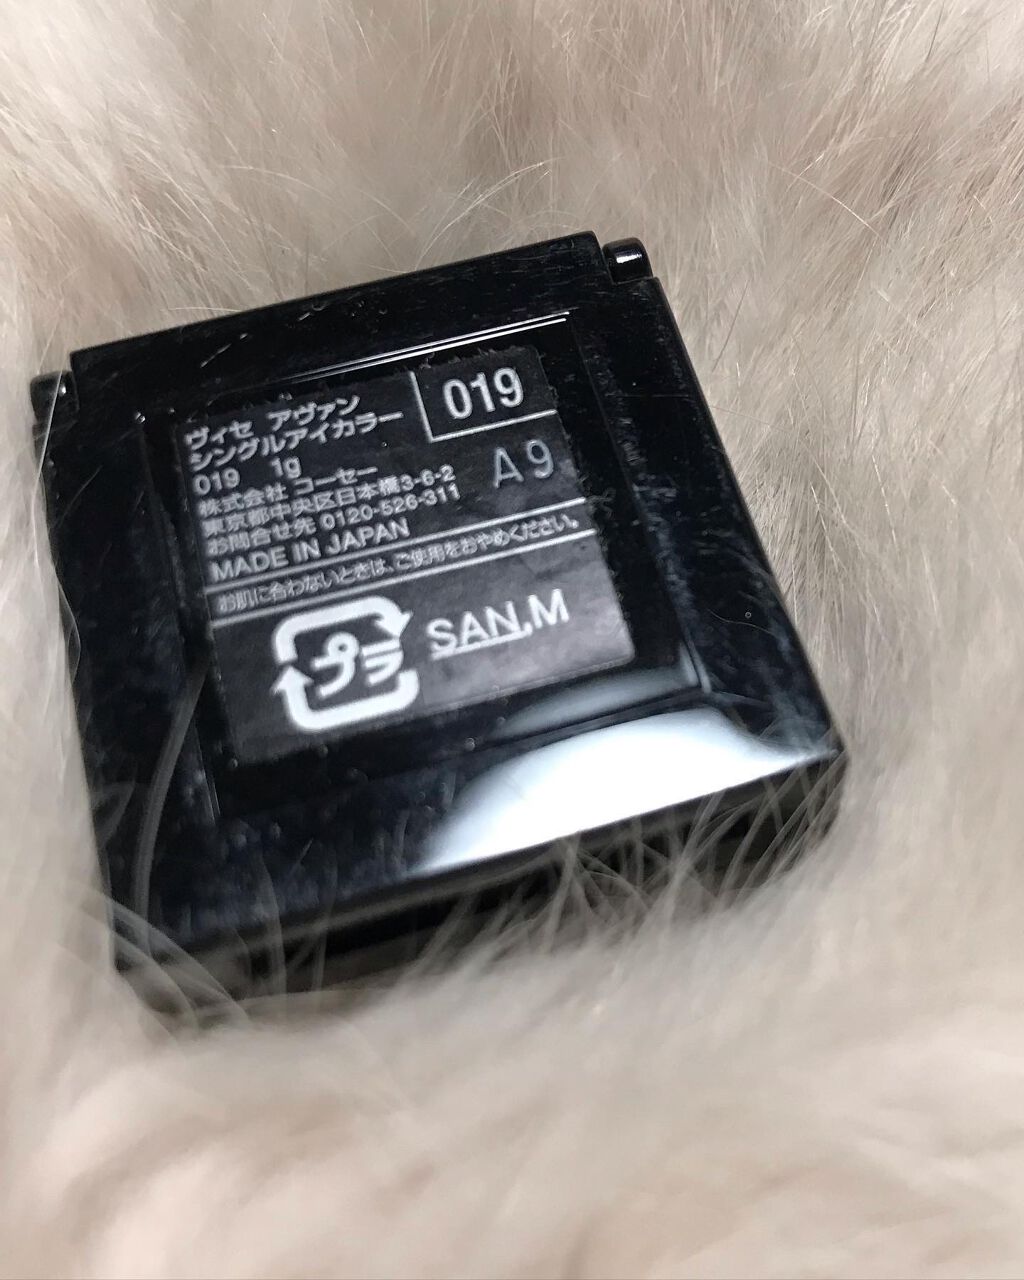 ヴィセ アヴァン
シングルアイカラー
019 1g
019
A9
株式会社 コーセー
東京都中央区日本橋3-6-2
お問合せ先 0120-526-311
MADE IN JAPAN
お肌に合わないときは、ご使用をおやめください。
プラ
SAN,M